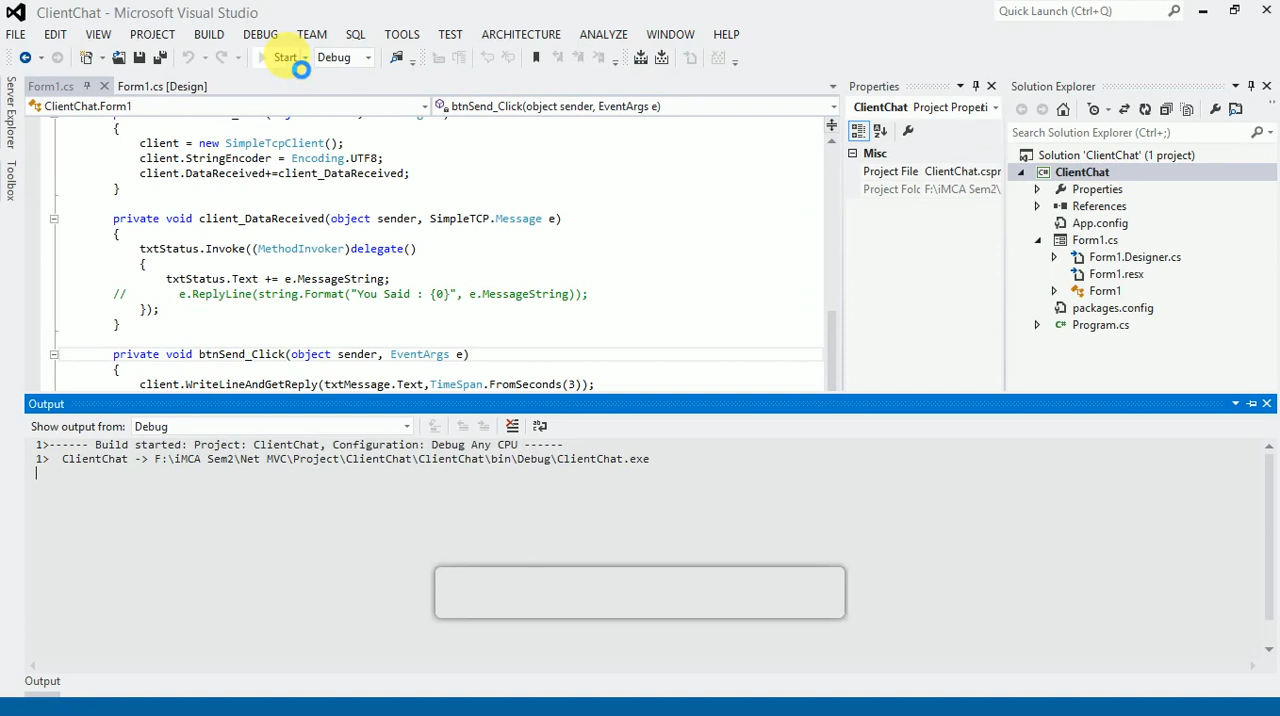 ClientChat - Microsoft Visual Studio
Quick Launch (Ctrl+;)
FILE EDIT VIEW PROJECT BUILD DEBUG TEAM SQL TOOLS TEST ARCHITECTURE ANALYZE WINDOW HELP
Start Debug
Server Explorer
Toolbox
Form1.cs Form1.cs [Design]
ClientChat.Form1 btnSend_Click(object sender, EventArgs e)
{
client = new SimpleTcpClient();
client.StringEncoder = Encoding.UTF8;
client.DataReceived+=client_DataReceived;
}
private void client_DataReceived(object sender, SimpleTCP.Message e)
{
txtStatus.Invoke((MethodInvoker)delegate()
{
txtStatus.Text += e.MessageString;
// e.ReplyLine(string.Format("You Said : {0}", e.MessageString));
});
}
private void btnSend_Click(object sender, EventArgs e)
{
client.WriteLineAndGetReply(txtMessage.Text,TimeSpan.FromSeconds(3));
Properties
ClientChat Project Properti
Misc
Project File ClientChat.cspr
Project Fold F:\iMCA Sem2\
Solution Explorer
Search Solution Explorer (Ctrl+;)
Solution 'ClientChat' (1 project)
ClientChat
Properties
References
App.config
Form1.cs
Form1.Designer.cs
Form1.resx
Form1
packages.config
Program.cs
Output
Show output from: Debug
1>------ Build started: Project: ClientChat, Configuration: Debug Any CPU ------
1> ClientChat -> F:\iMCA Sem2\Net MVC\Project\ClientChat\ClientChat\bin\Debug\ClientChat.exe
Output